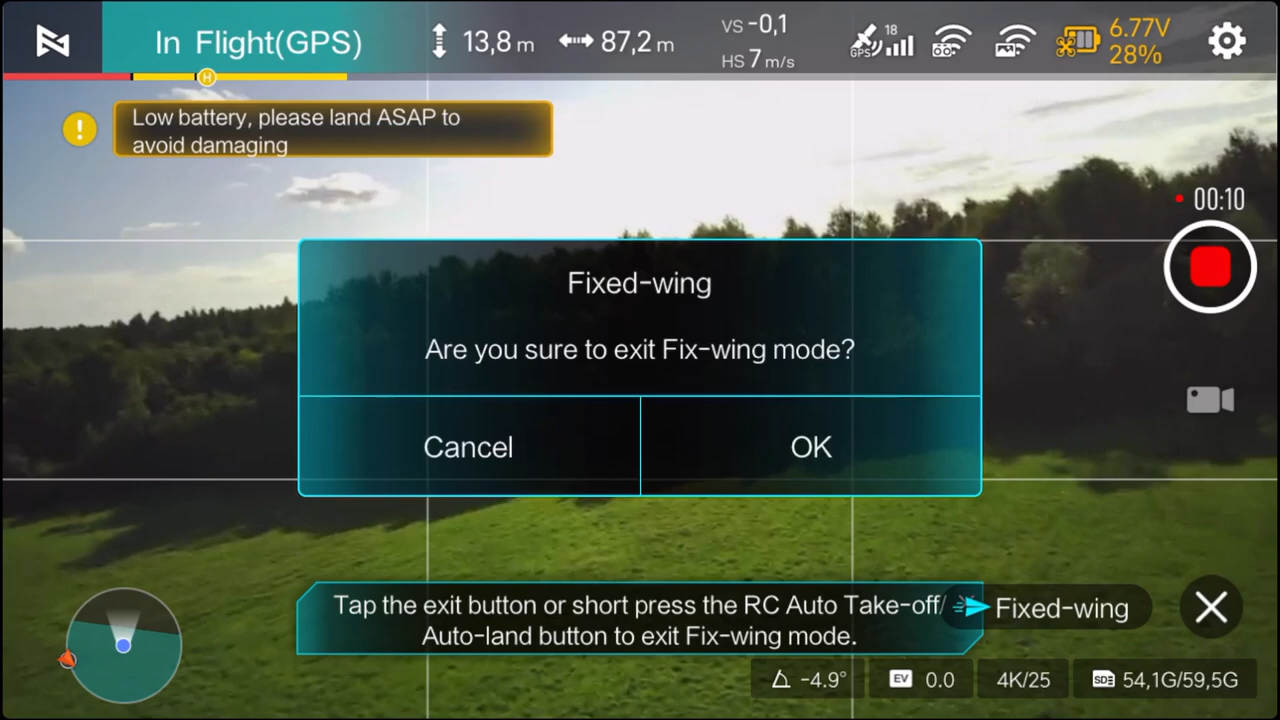 In Flight(GPS)
13,8 m
87,2 m
VS -0,1
HS 7 m/s
GPS
18
6.77V
28%
H
Low battery, please land ASAP to
avoid damaging
00:10
Fixed-wing
Are you sure to exit Fix-wing mode?
Cancel
OK
Tap the exit button or short press the RC Auto Take-off/
Auto-land button to exit Fix-wing mode.
Fixed-wing
-4.9°
EV 0.0
4K/25
SD 54,1G/59,5G